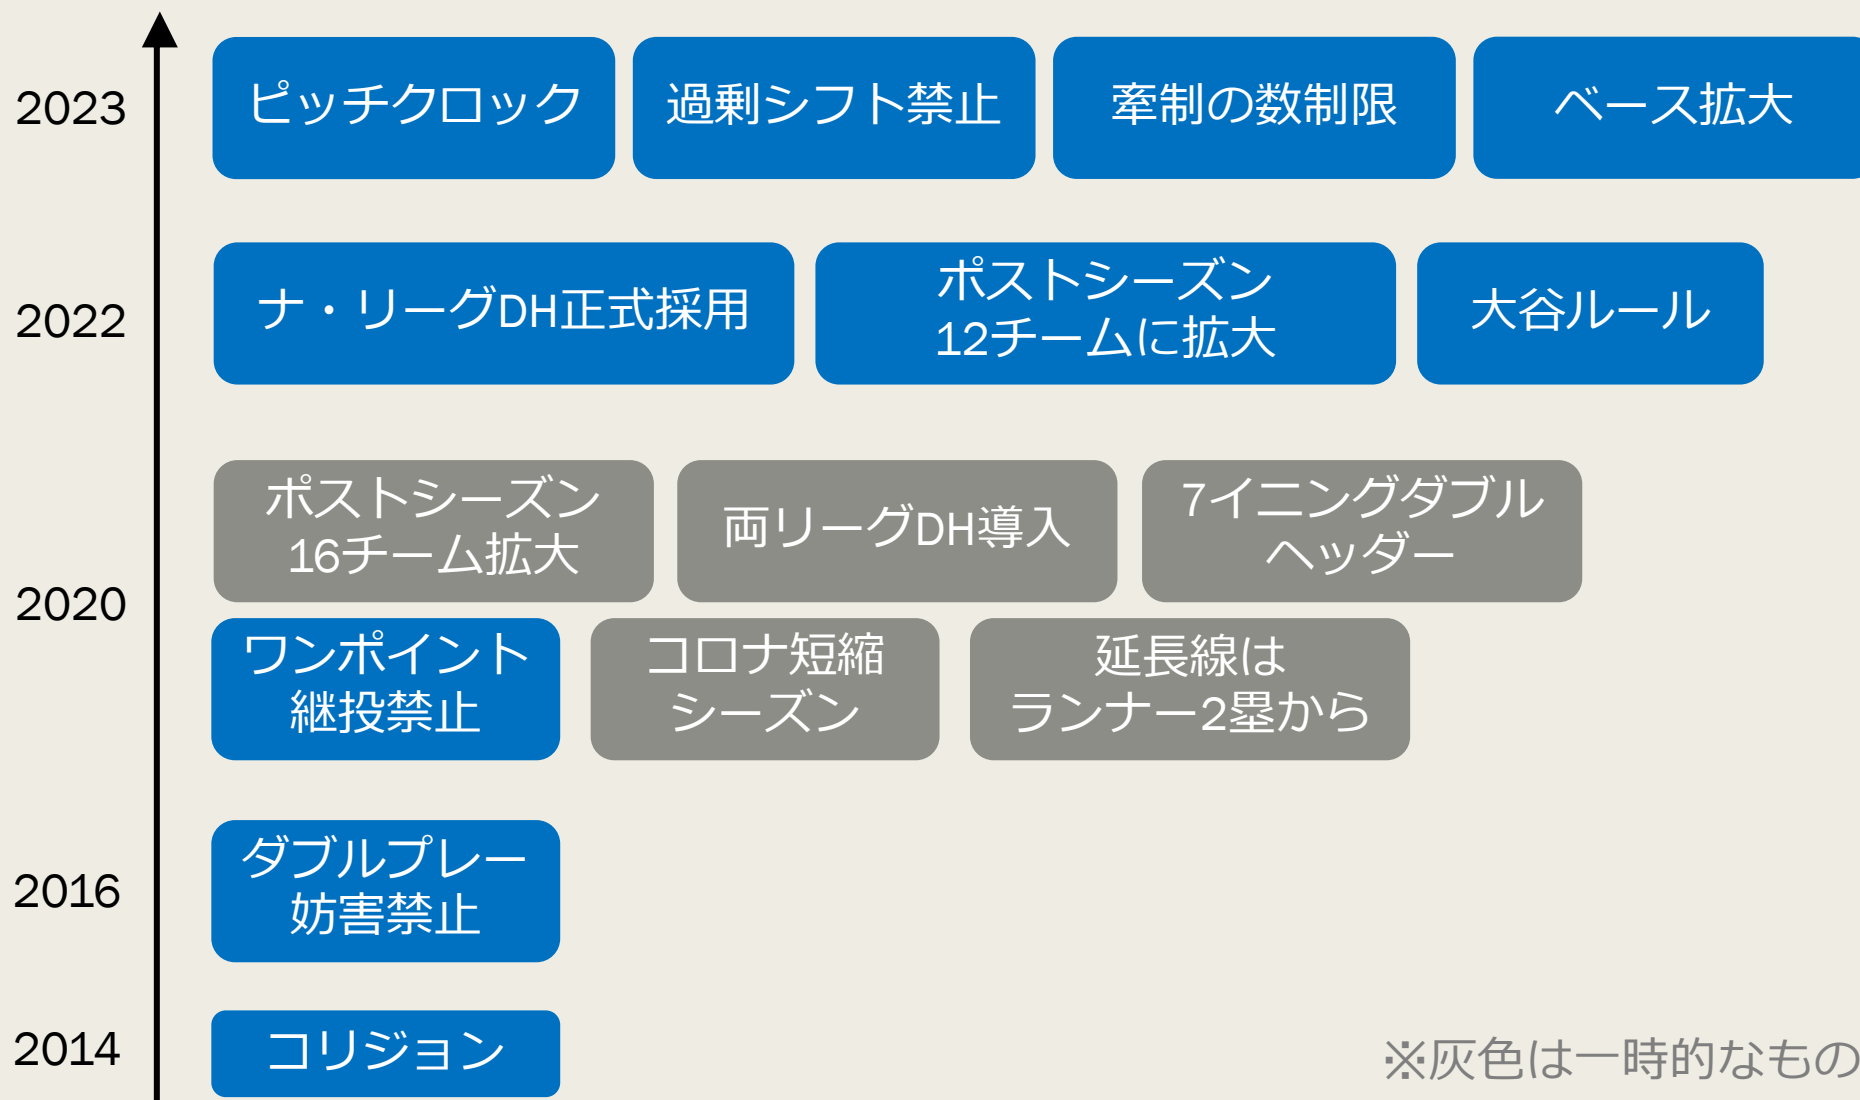 2023
ピッチクロック
過剰シフト禁止
牽制の数制限
ベース拡大
2022
ナ・リーグDH正式採用
ポストシーズン
12チームに拡大
大谷ルール
2020
ポストシーズン
16チーム拡大
両リーグDH導入
7イニングダブル
ヘッダー
ワンポイント
継投禁止
コロナ短縮
シーズン
延長線は
ランナー2塁から
2016
ダブルプレー
妨害禁止
2014
コリジョン
※灰色は一時的なもの